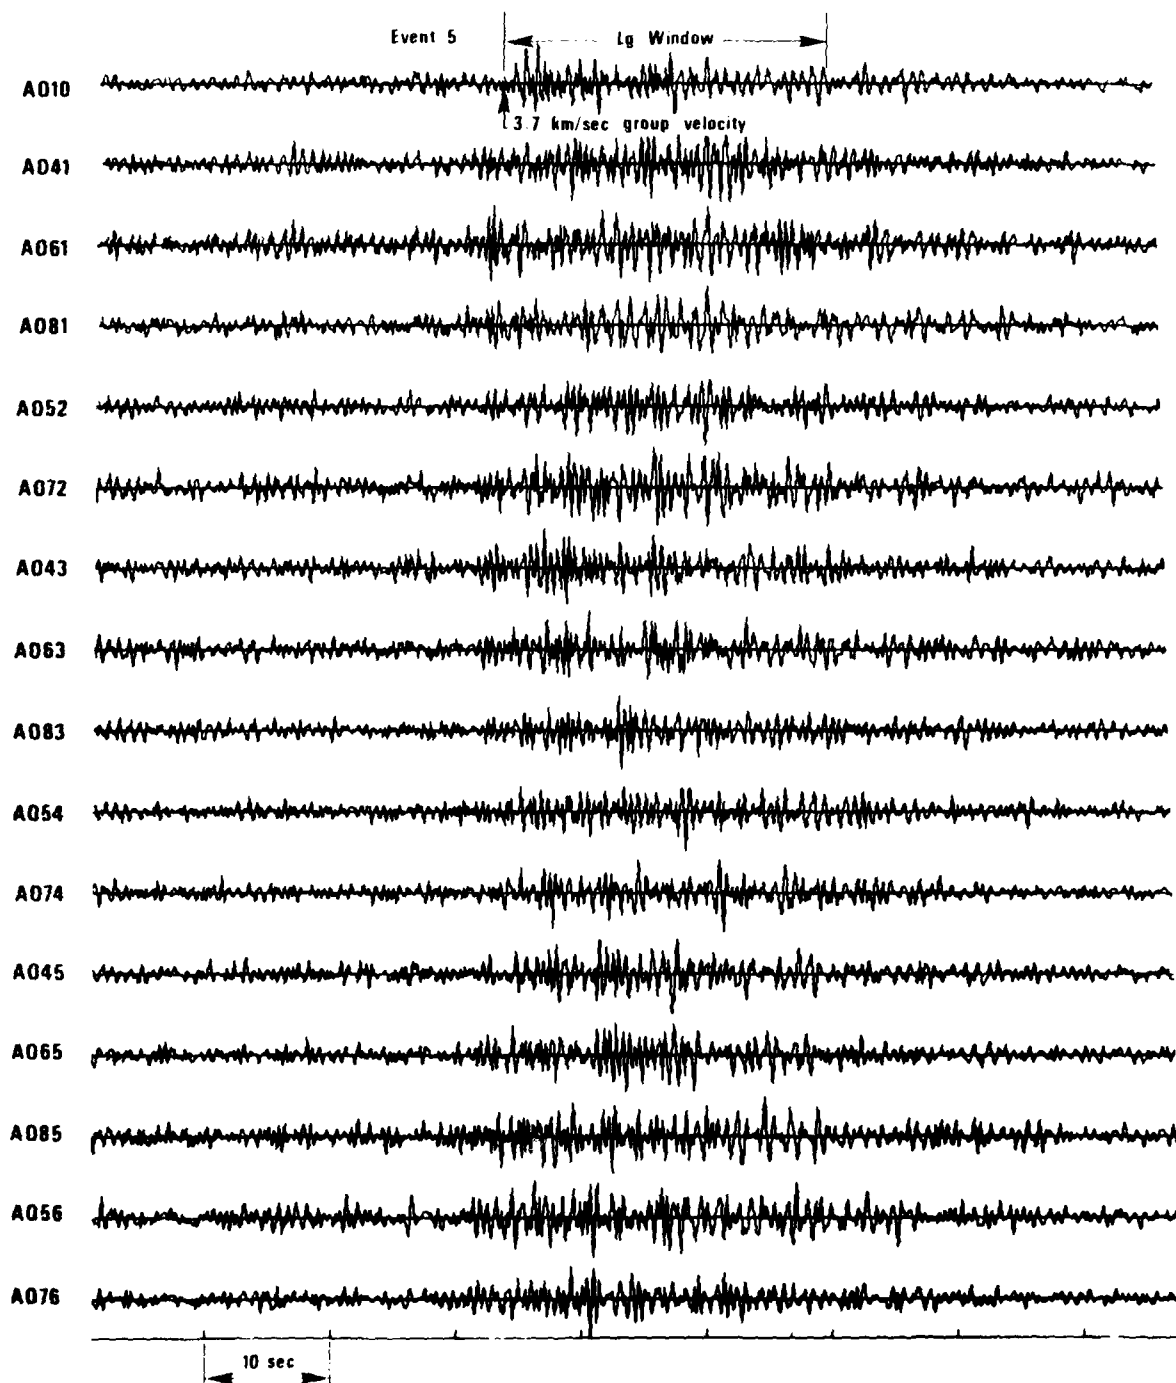 Event 5 Lg Window
A010
3.7 km/sec group velocity
A041
A061
A081
A052
A072
A043
A063
A083
A054
A074
A045
A065
A085
A056
A076
10 sec